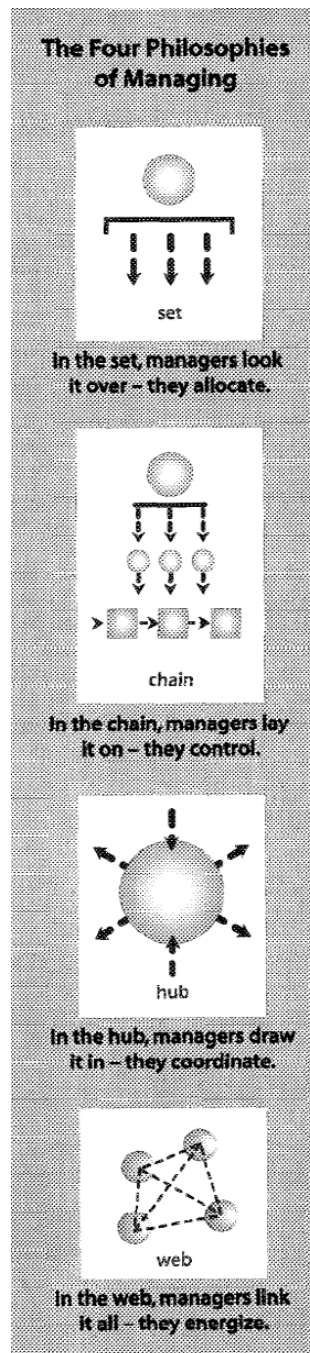 The Four Philosophies
of Managing
set
In the set, managers look
it over – they allocate.
chain
In the chain, managers lay
it on – they control.
hub
In the hub, managers draw
it in – they coordinate.
web
In the web, managers link
it all – they energize.